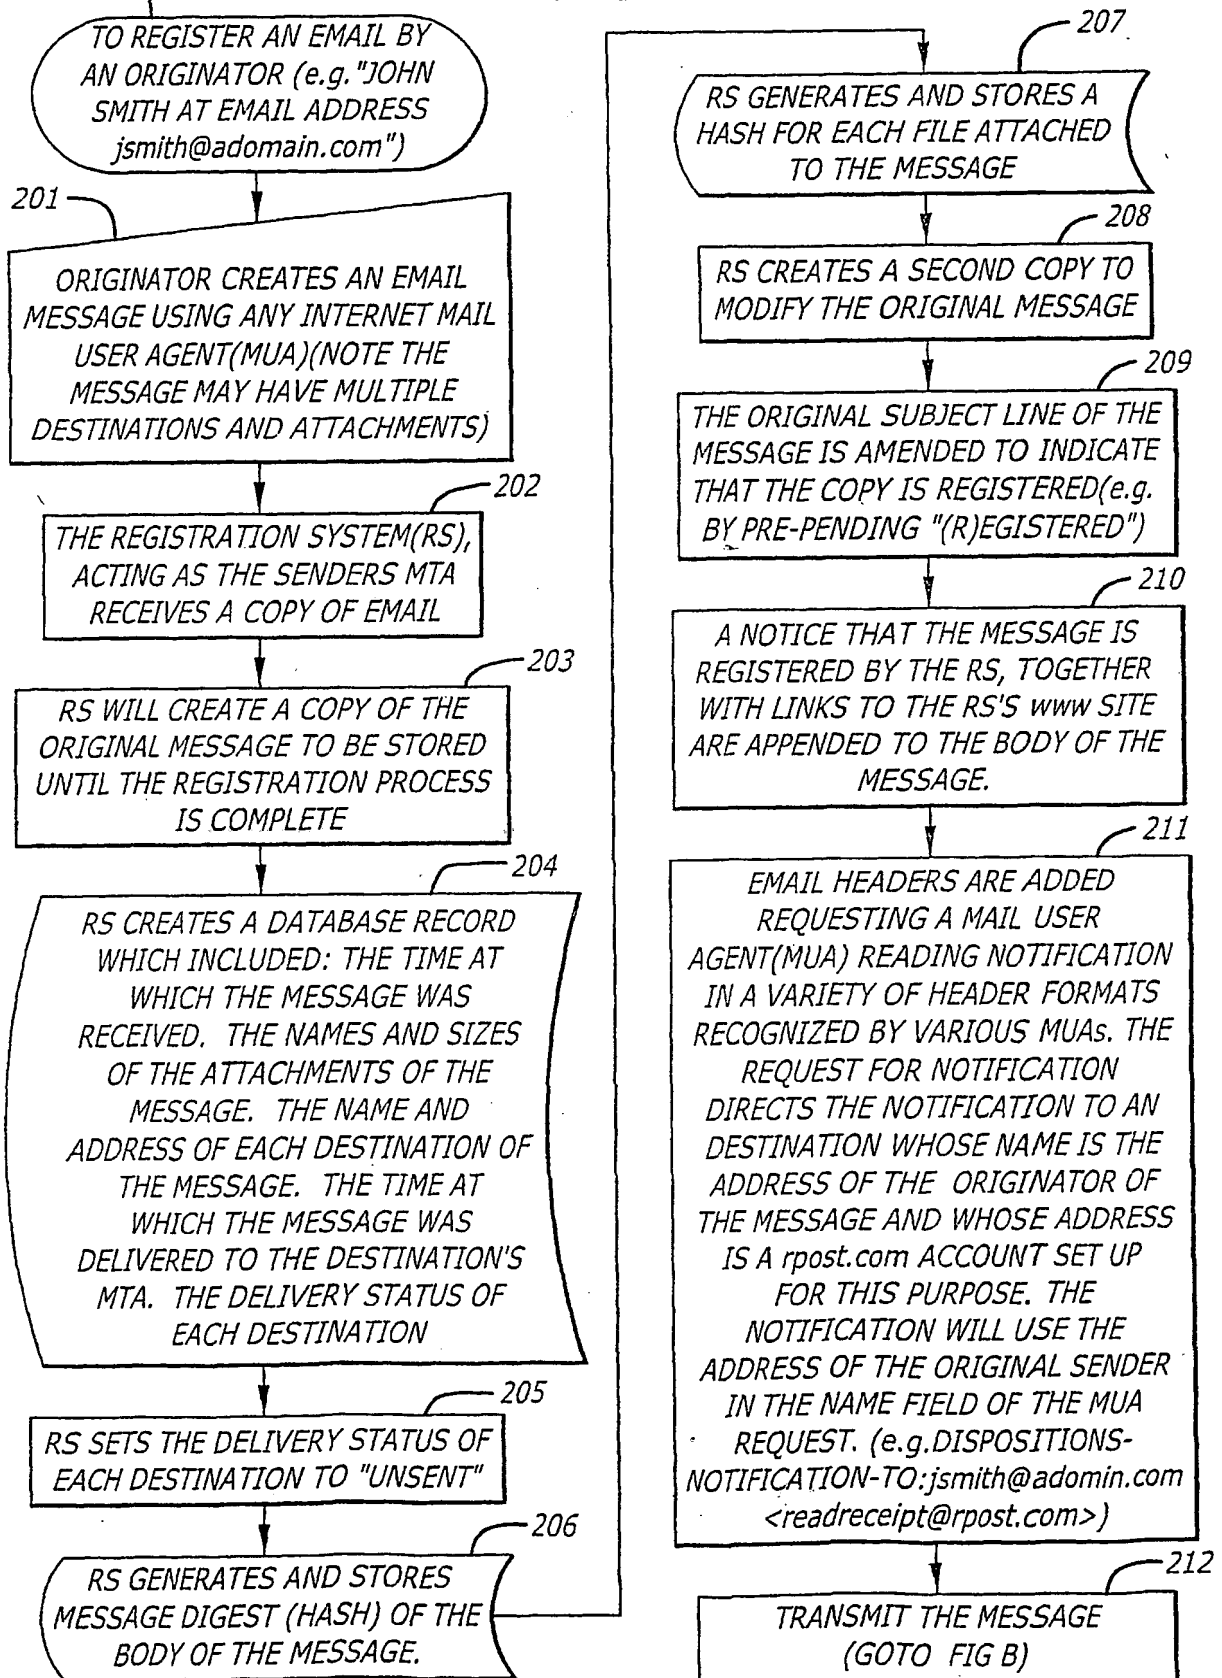 TO REGISTER AN EMAIL BY
AN ORIGINATOR (e.g. "JOHN
SMITH AT EMAIL ADDRESS
jsmith@adomain.com")
201
ORIGINATOR CREATES AN EMAIL
MESSAGE USING ANY INTERNET MAIL
USER AGENT(MUA)(NOTE THE
MESSAGE MAY HAVE MULTIPLE
DESTINATIONS AND ATTACHMENTS)
202
THE REGISTRATION SYSTEM(RS),
ACTING AS THE SENDERS MTA
RECEIVES A COPY OF EMAIL
203
RS WILL CREATE A COPY OF THE
ORIGINAL MESSAGE TO BE STORED
UNTIL THE REGISTRATION PROCESS
IS COMPLETE
204
RS CREATES A DATABASE RECORD
WHICH INCLUDED: THE TIME AT
WHICH THE MESSAGE WAS
RECEIVED. THE NAMES AND SIZES
OF THE ATTACHMENTS OF THE
MESSAGE. THE NAME AND
ADDRESS OF EACH DESTINATION OF
THE MESSAGE. THE TIME AT
WHICH THE MESSAGE WAS
DELIVERED TO THE DESTINATION'S
MTA. THE DELIVERY STATUS OF
EACH DESTINATION
205
RS SETS THE DELIVERY STATUS OF
EACH DESTINATION TO "UNSENT"
206
RS GENERATES AND STORES
MESSAGE DIGEST (HASH) OF THE
BODY OF THE MESSAGE.
207
RS GENERATES AND STORES A
HASH FOR EACH FILE ATTACHED
TO THE MESSAGE
208
RS CREATES A SECOND COPY TO
MODIFY THE ORIGINAL MESSAGE
209
THE ORIGINAL SUBJECT LINE OF THE
MESSAGE IS AMENDED TO INDICATE
THAT THE COPY IS REGISTERED(e.g.
BY PRE-PENDING "(R)EGISTERED")
210
A NOTICE THAT THE MESSAGE IS
REGISTERED BY THE RS, TOGETHER
WITH LINKS TO THE RS'S www SITE
ARE APPENDED TO THE BODY OF THE
MESSAGE.
211
EMAIL HEADERS ARE ADDED
REQUESTING A MAIL USER
AGENT(MUA) READING NOTIFICATION
IN A VARIETY OF HEADER FORMATS
RECOGNIZED BY VARIOUS MUAs. THE
REQUEST FOR NOTIFICATION
DIRECTS THE NOTIFICATION TO AN
DESTINATION WHOSE NAME IS THE
ADDRESS OF THE ORIGINATOR OF
THE MESSAGE AND WHOSE ADDRESS
IS A rpost.com ACCOUNT SET UP
FOR THIS PURPOSE. THE
NOTIFICATION WILL USE THE
ADDRESS OF THE ORIGINAL SENDER
IN THE NAME FIELD OF THE MUA
REQUEST. (e.g.DISPOSITIONS-
NOTIFICATION-TO:jsmith@adomin.com
<readreceipt@rpost.com>)
212
TRANSMIT THE MESSAGE
(GOTO FIG B)